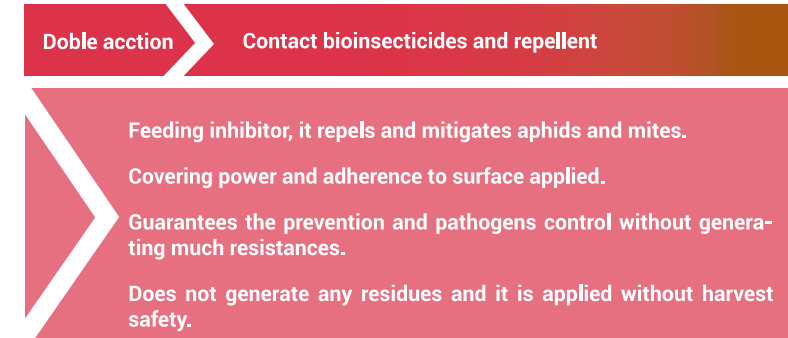 Doble acction
Contact bioinsecticides and repellent
Feeding inhibitor, it repels and mitigates aphids and mites.
Covering power and adherence to surface applied.
Guarantees the prevention and pathogens control without genera-
ting much resistances.
Does not generate any residues and it is applied without harvest
safety.